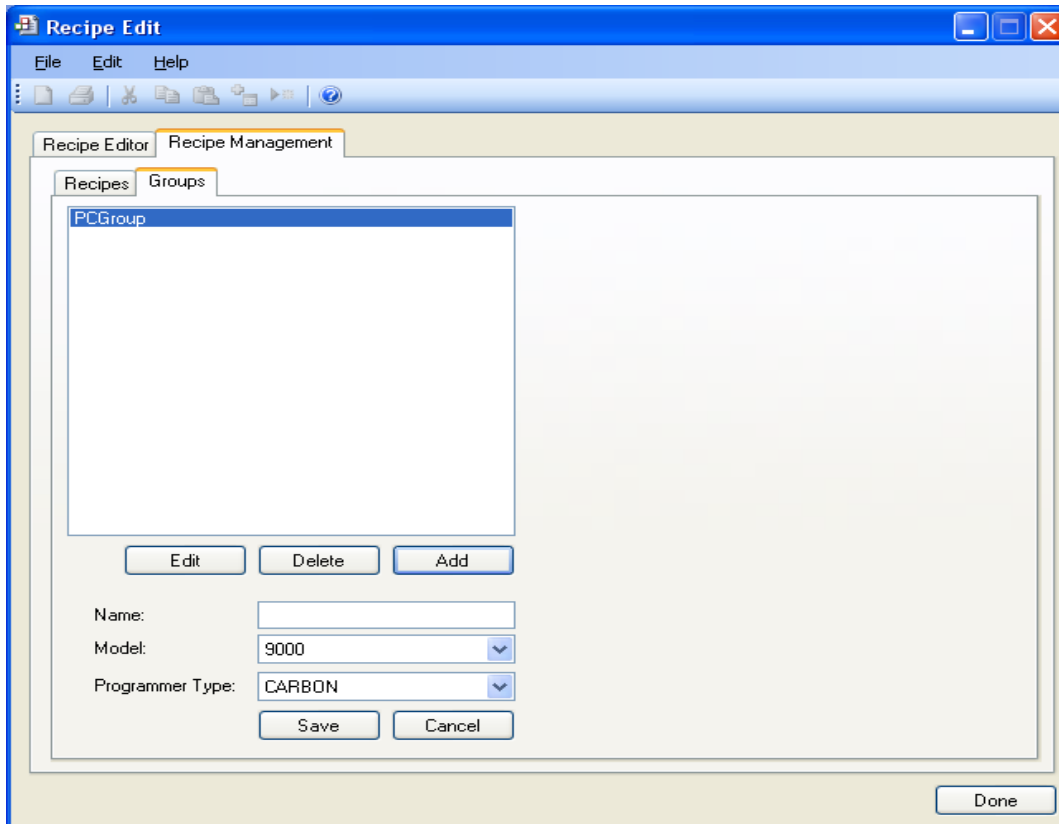 Recipe Edit
File Edit Help
Recipe Editor Recipe Management
Recipes Groups
PCGroup
Edit Delete Add
Name:
Model: 9000
Programmer Type: CARBON
Save Cancel
Done